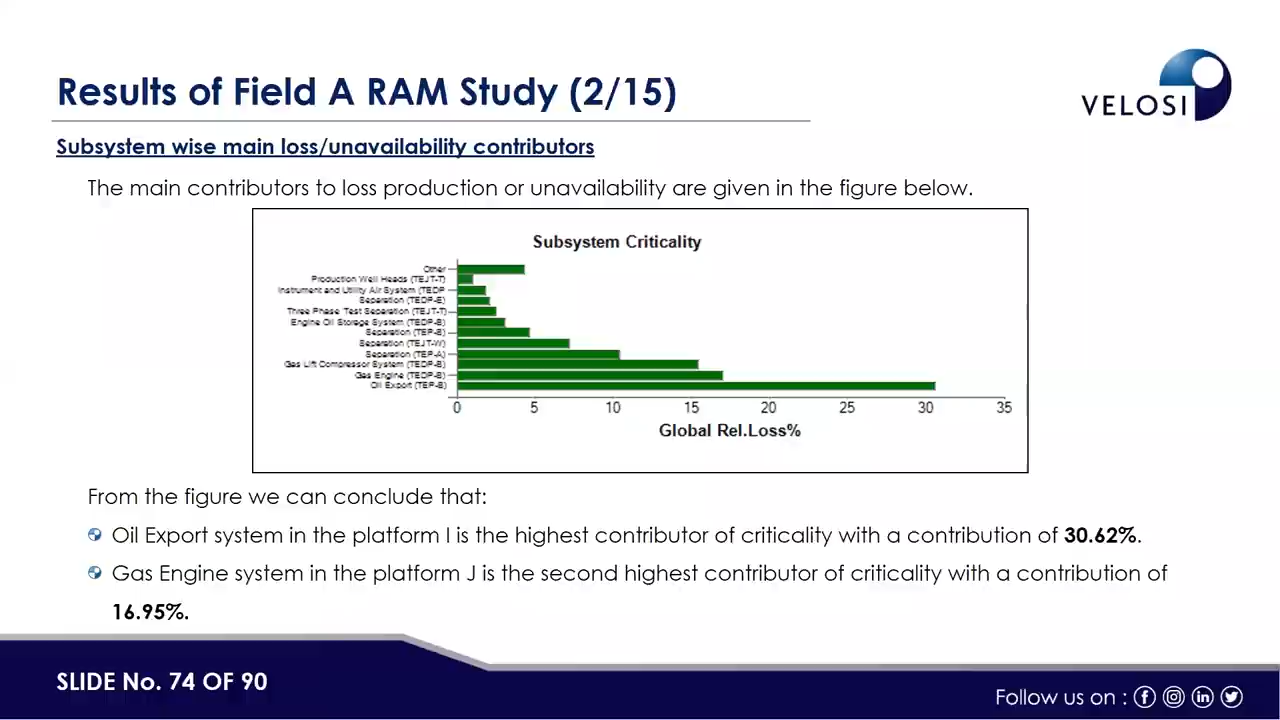 Results of Field A RAM Study (2/15)
VELOSI
Subsystem wise main loss/unavailability contributors
The main contributors to loss production or unavailability are given in the figure below.
Subsystem Criticality
Other
Production Well Heads (TEJT-T)
Instrument and Utility Air System (TEDP
Separation (TEDP-E)
Three Phase Test Separation (TEJT-T)
Engine Oil Storage System (TEDP-B)
Separation (TEP-B)
Separation (TEJT-W)
Separation (TEP-A)
Gas Lift Compressor System (TEDP-B)
Gas Engine (TEDP-B)
Oil Export (TEP-B)
0 5 10 15 20 25 30 35
Global Rel.Loss%
From the figure we can conclude that:
Oil Export system in the platform I is the highest contributor of criticality with a contribution of 30.62%.
Gas Engine system in the platform J is the second highest contributor of criticality with a contribution of
16.95%.
SLIDE No. 74 OF 90
Follow us on :